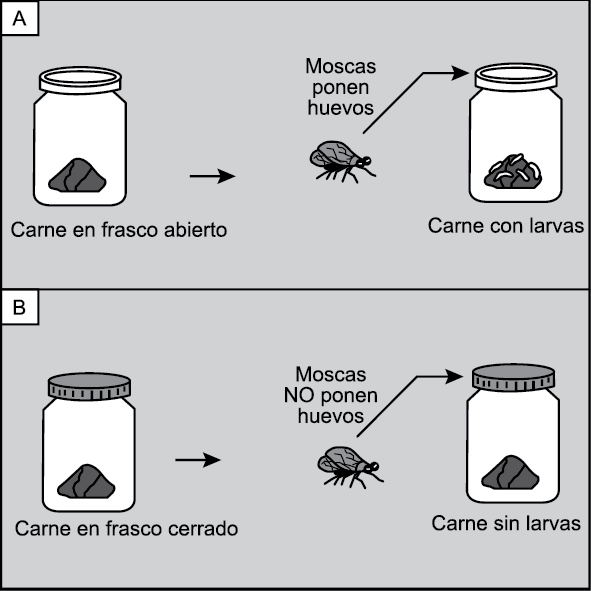 A
Moscas
ponen
huevos
Carne en frasco abierto
Carne con larvas
B
Moscas
NO ponen
huevos
Carne en frasco cerrado
Carne sin larvas